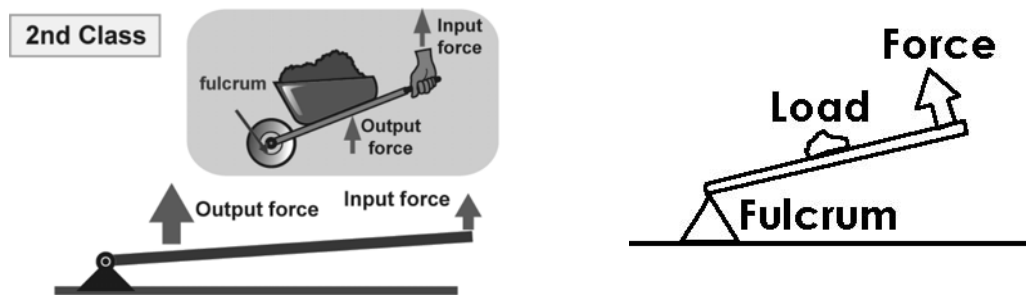 2nd Class
Input
force
fulcrum
Output
force
Output force
Input force
Force
Load
Fulcrum